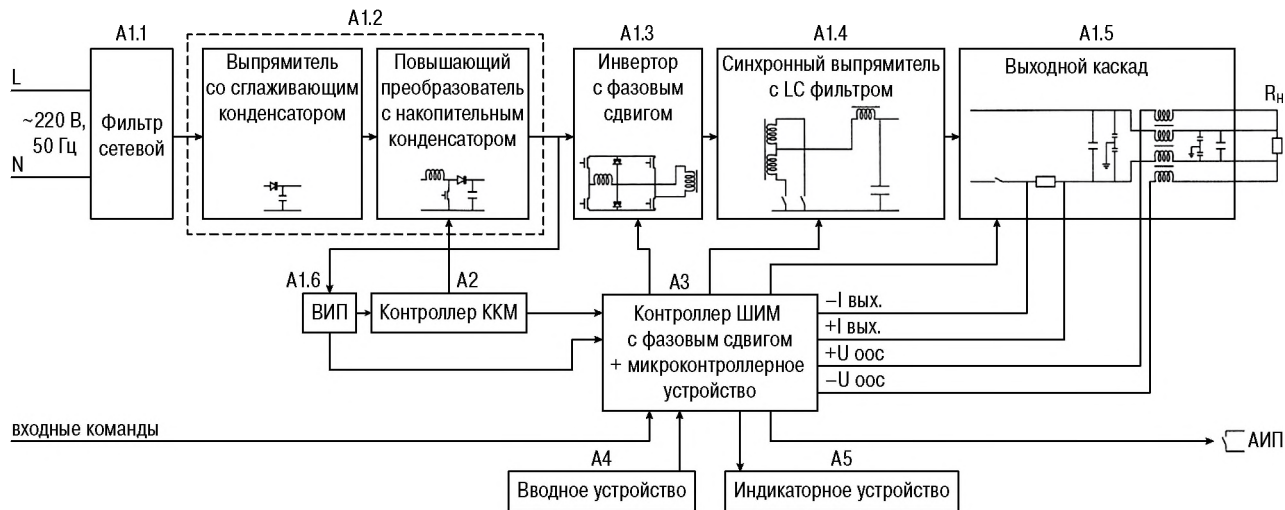 A1.1
A1.2
A1.3
A1.4
A1.5
L
~220 В,
50 Гц
N
Фильтр
сетевой
Выпрямитель
со сглаживающим
конденсатором
Повышающий
преобразователь
с накопительным
конденсатором
Инвертор
с фазовым
сдвигом
Синхронный выпрямитель
с LC фильтром
Выходной каскад
Rн
A1.6
ВИП
A2
Контроллер ККМ
A3
Контроллер ШИМ
с фазовым сдвигом
+ микроконтроллерное
устройство
−I вых.
+I вых.
+U оос
−U оос
входные команды
АИП
A4
Вводное устройство
A5
Индикаторное устройство